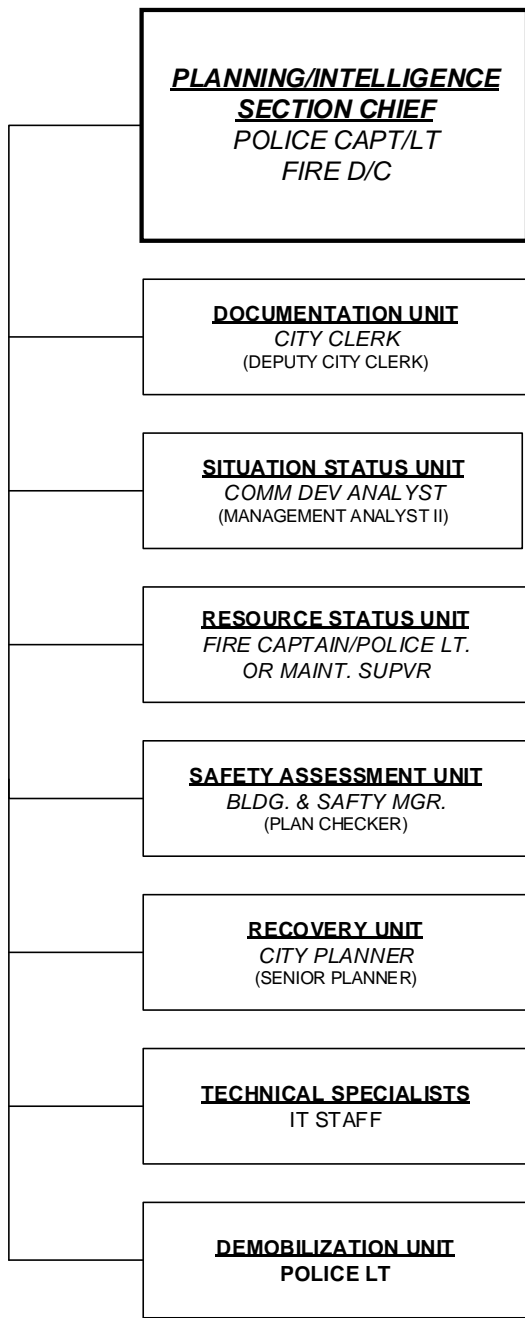 PLANNING/INTELLIGENCE
SECTION CHIEF
POLICE CAPT/LT
FIRE D/C
DOCUMENTATION UNIT
CITY CLERK
(DEPUTY CITY CLERK)
SITUATION STATUS UNIT
COMM DEV ANALYST
(MANAGEMENT ANALYST II)
RESOURCE STATUS UNIT
FIRE CAPTAIN/POLICE LT.
OR MAINT. SUPVR
SAFETY ASSESSMENT UNIT
BLDG. & SAFTY MGR.
(PLAN CHECKER)
RECOVERY UNIT
CITY PLANNER
(SENIOR PLANNER)
TECHNICAL SPECIALISTS
IT STAFF
DEMOBILIZATION UNIT
POLICE LT